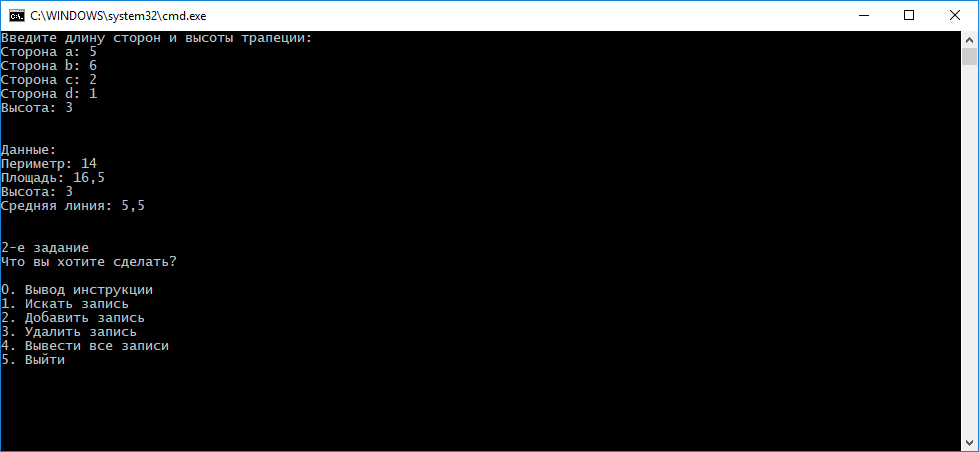 C:\WINDOWS\system32\cmd.exe
Введите длину сторон и высоты трапеции:
Сторона a: 5
Сторона b: 6
Сторона c: 2
Сторона d: 1
Высота: 3
Данные:
Периметр: 14
Площадь: 16,5
Высота: 3
Средняя линия: 5,5
2-е задание
Что вы хотите сделать?
0. Вывод инструкции
1. Искать запись
2. Добавить запись
3. Удалить запись
4. Вывести все записи
5. Выйти